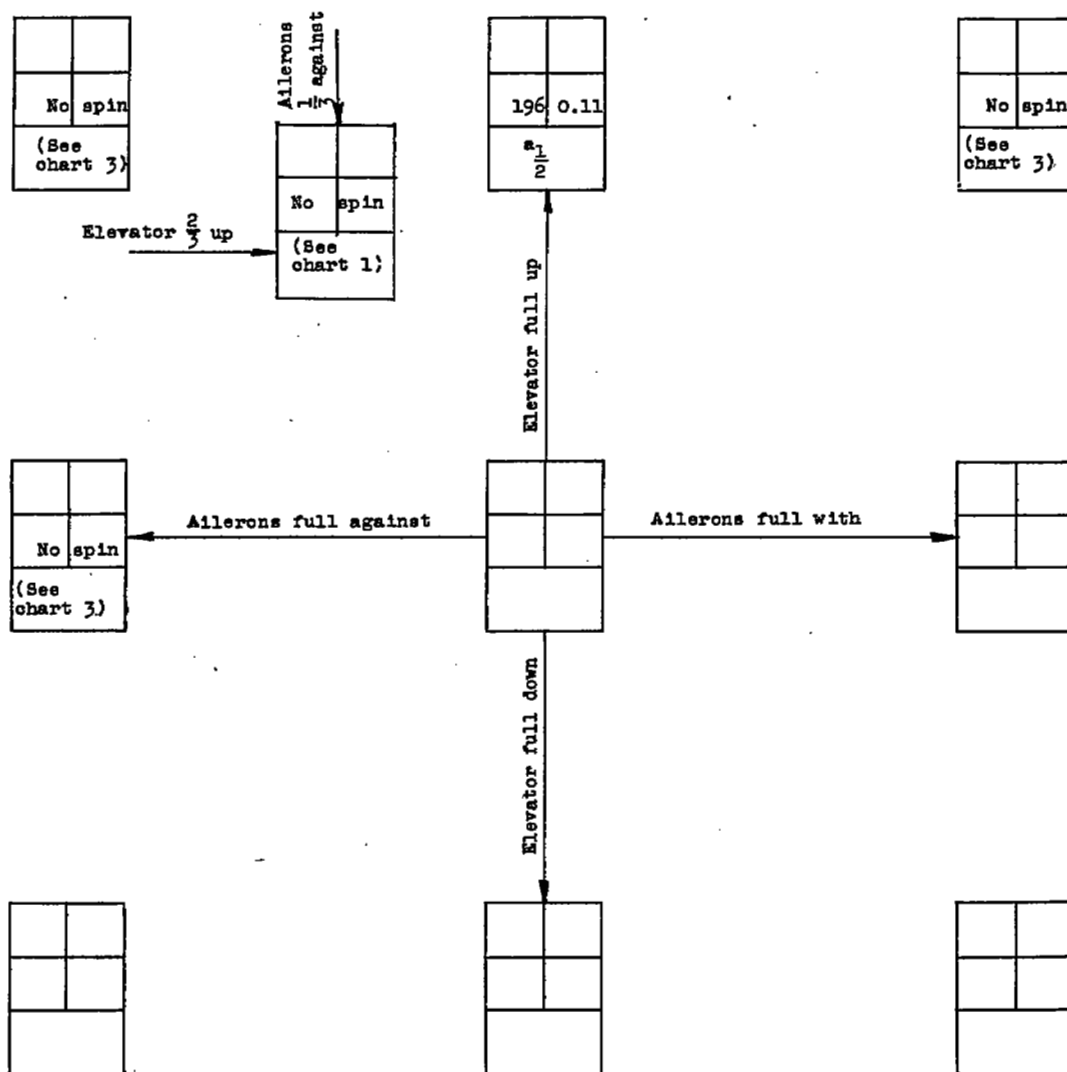 No spin
(See
chart 3)
Ailerons
1/3 against
196 0.11
a 1/2
No spin
(See
chart 3)
Elevator 2/3 up
No spin
(See
chart 1)
Elevator full up
No spin
(See
chart 3)
Ailerons full against
Ailerons full with
Elevator full down